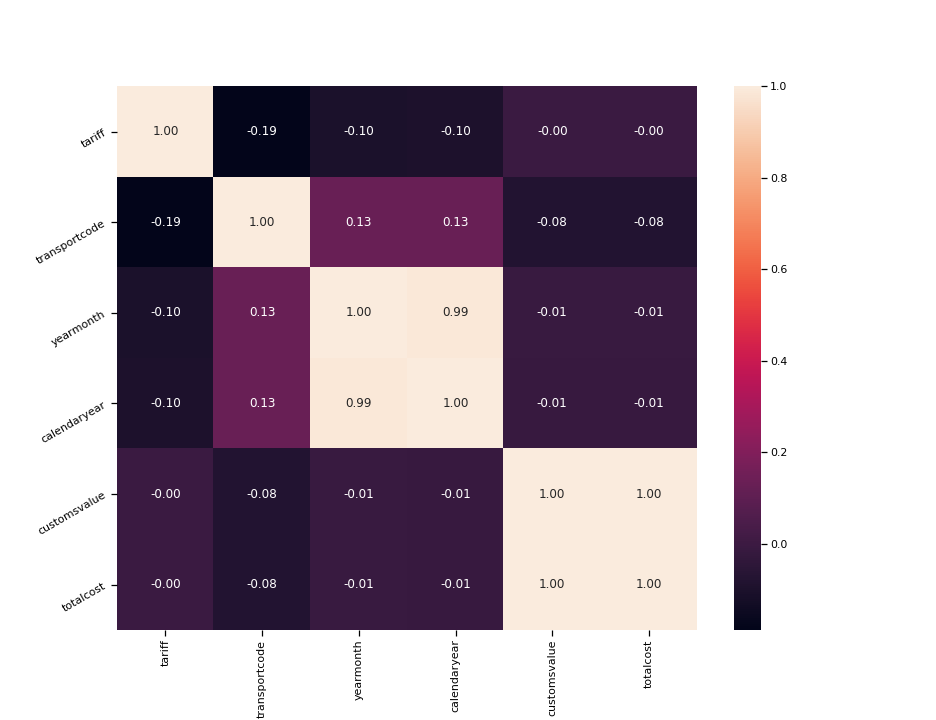 1.0
tariff 1.00 -0.19 -0.10 -0.10 -0.00 -0.00
0.8
transportcode -0.19 1.00 0.13 0.13 -0.08 -0.08
0.6
yearmonth -0.10 0.13 1.00 0.99 -0.01 -0.01
0.4
calendaryear -0.10 0.13 0.99 1.00 -0.01 -0.01
0.2
customsvalue -0.00 -0.08 -0.01 -0.01 1.00 1.00
0.0
totalcost -0.00 -0.08 -0.01 -0.01 1.00 1.00
tariff
transportcode
yearmonth
calendaryear
customsvalue
totalcost